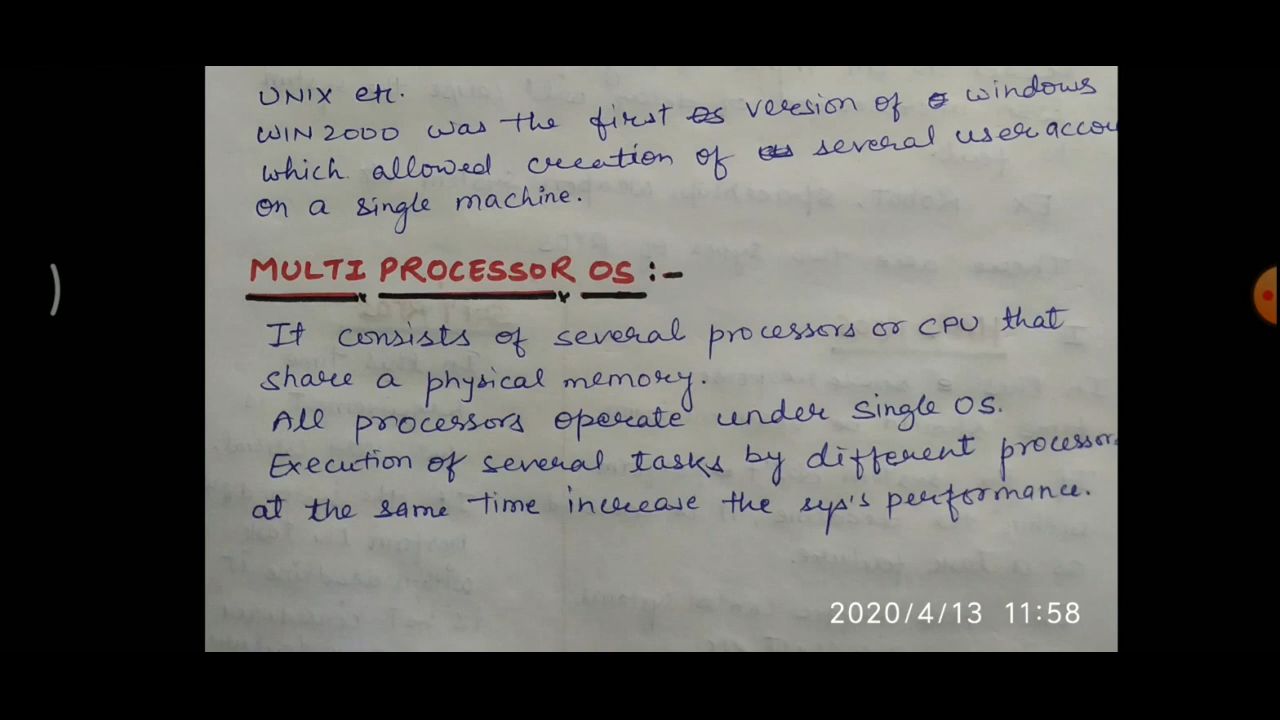 UNIX etc.
WIN 2000 was the first version of windows
which allowed creation of several user accou
on a single machine.
MULTI PROCESSOR OS :-
It consists of several processors or CPU that
share a physical memory.
All processors operate under single OS.
Execution of several tasks by different processor
at the same time increase the sys's performance.
2020/4/13 11:58